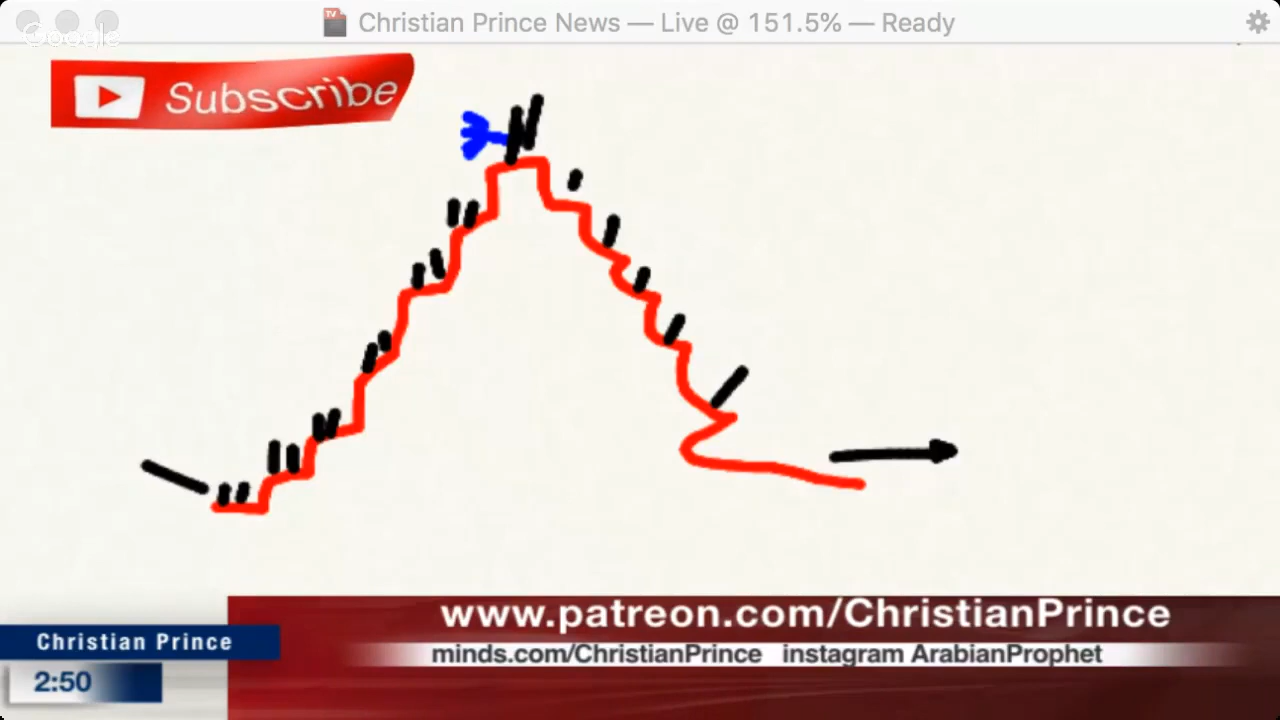 Christian Prince News — Live @ 151.5% — Ready
Google
TV
Subscribe
www.patreon.com/ChristianPrince
Christian Prince
minds.com/ChristianPrince instagram ArabianProphet
2:50